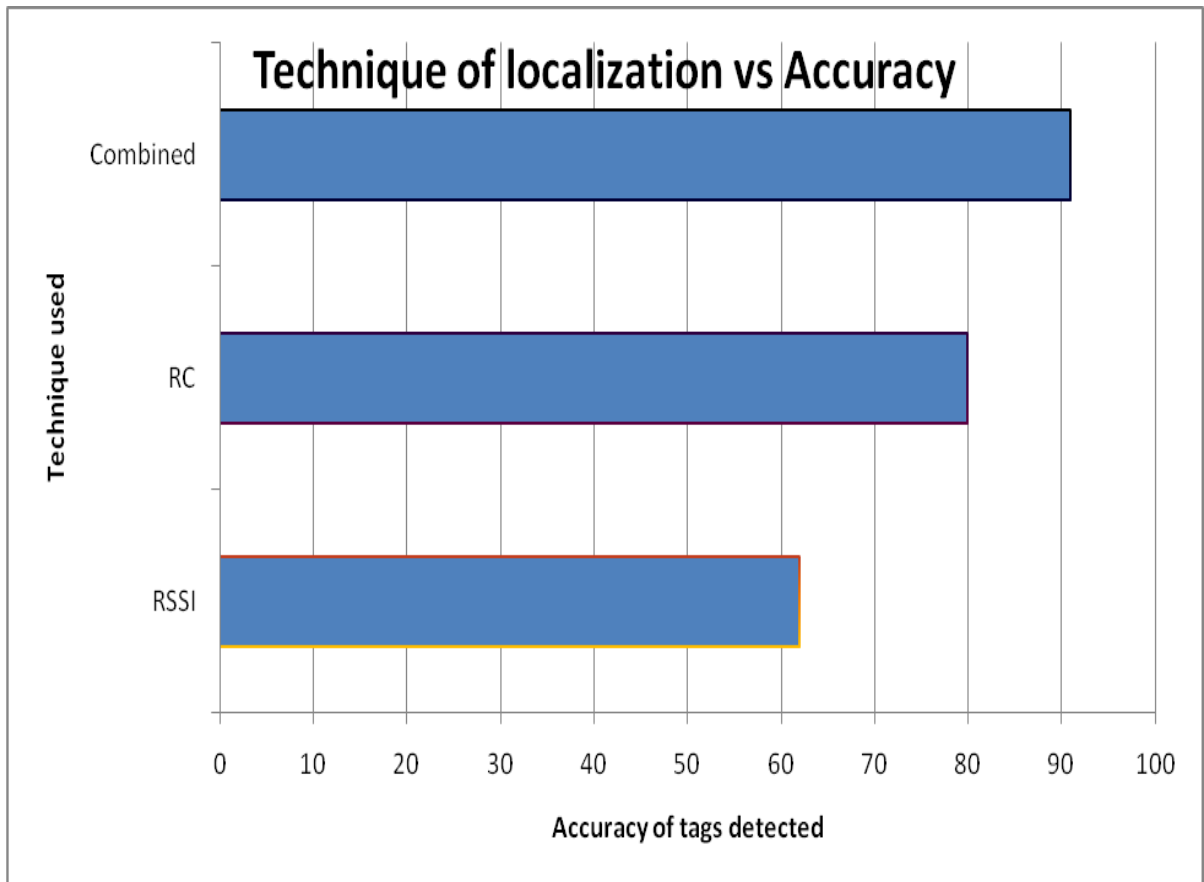 Technique of localization vs Accuracy
Combined
RC
RSSI
Technique used
0 10 20 30 40 50 60 70 80 90 100
Accuracy of tags detected